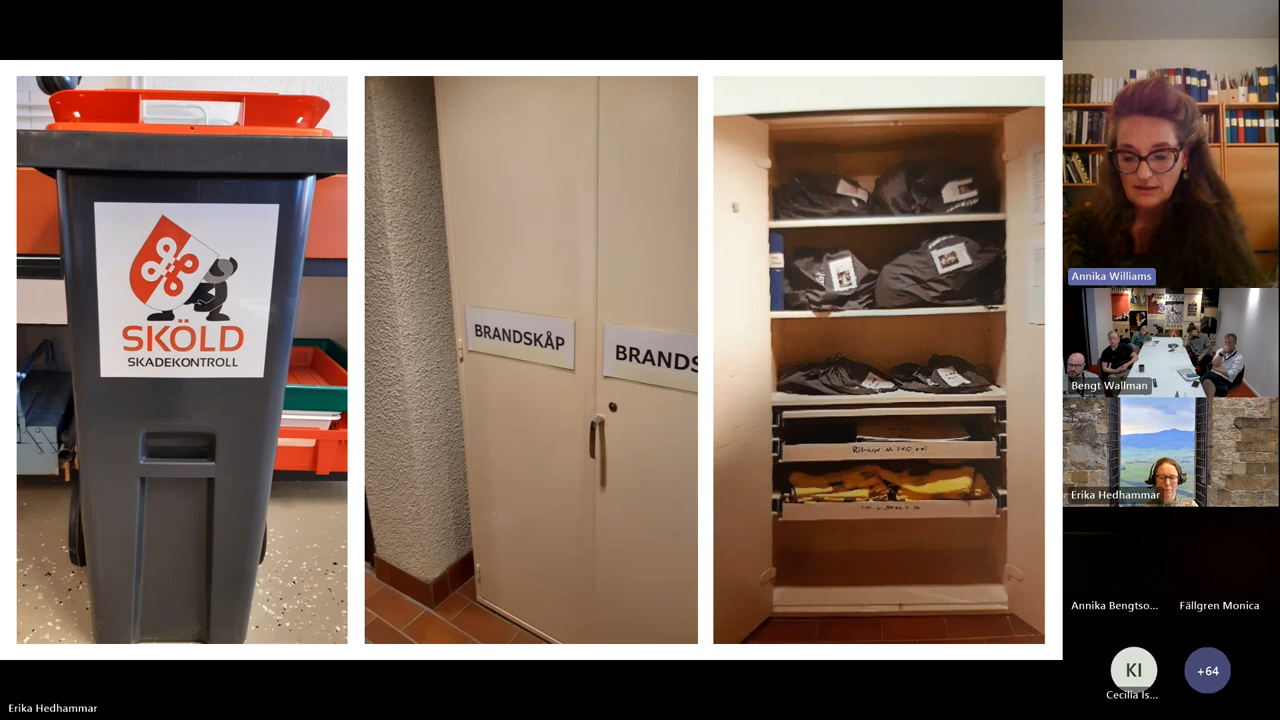 SKÖLD
SKADEKONTROLL
BRANDSKÅP
BRANDS
Annika Williams
Bengt Wallman
Erika Hedhammar
Annika Bengtso...
Fällgren Monica
KI
+64
Cecilia Is...
Erika Hedhammar